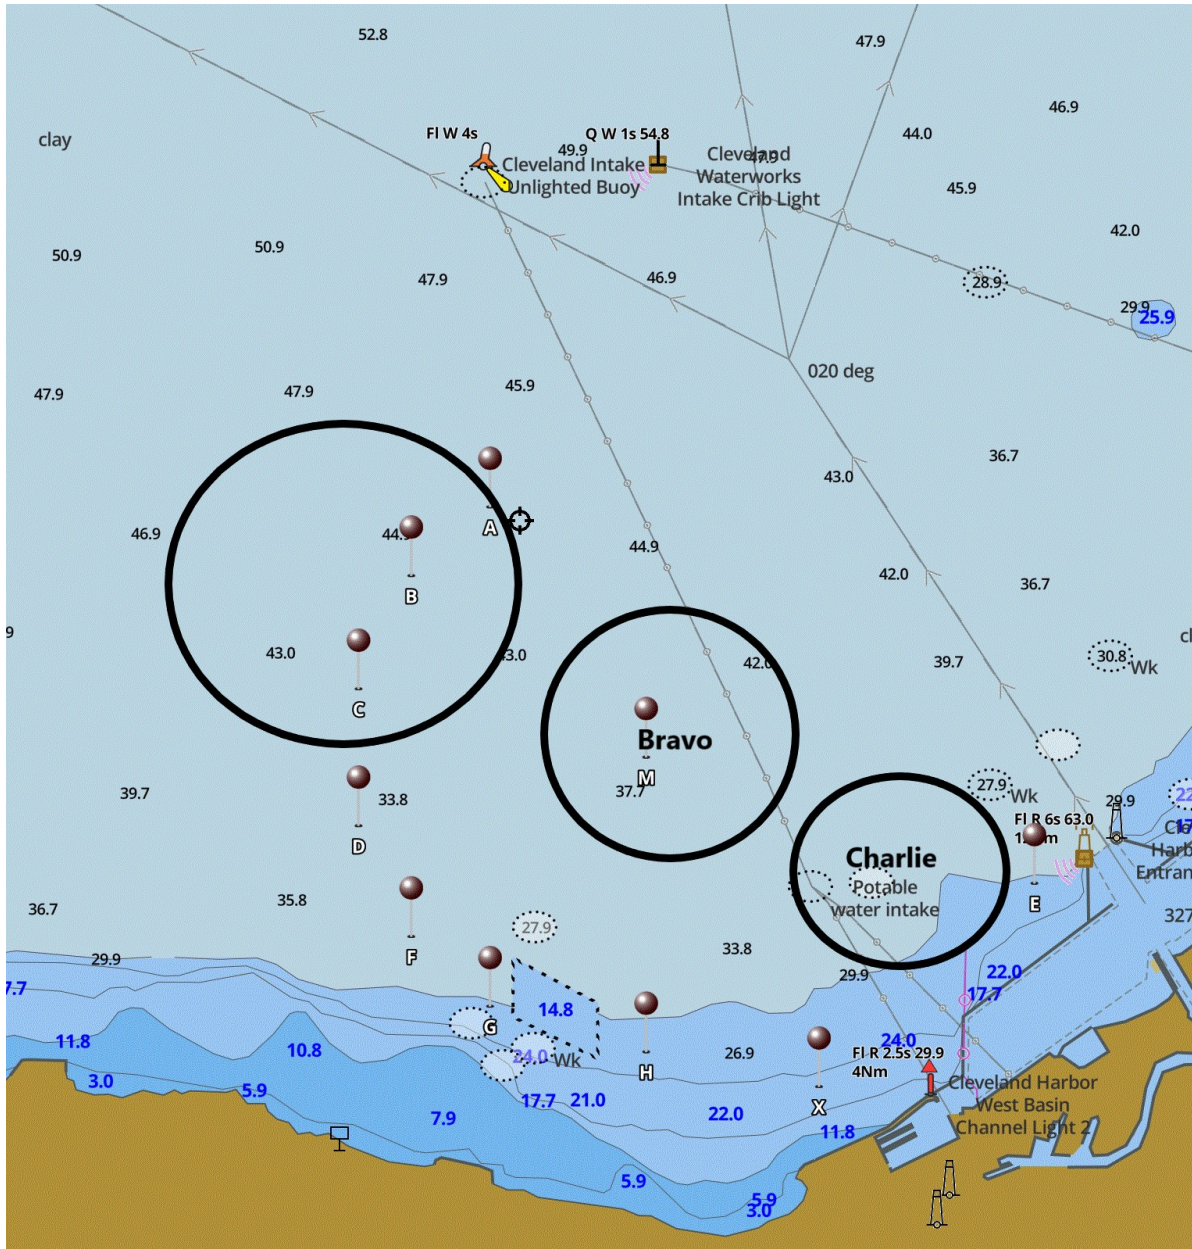 52.8
47.9
46.9
clay
Fl W 4s
49.9
Q W 1s 54.8
44.0
Cleveland Intake
Unlighted Buoy
Cleveland
Waterworks
Intake Crib Light
45.9
42.0
50.9
50.9
47.9
46.9
28.9
29.9
25.9
020 deg
47.9
47.9
45.9
36.7
43.0
46.9
A
44.9
42.0
36.7
B
43.0
42.0
39.7
30.8
Wk
C
Bravo
M
37.7
39.7
33.8
27.9
Wk
29.9
22
Fl R 6s 63.0
D
Charlie
Potable
water intake
E
36.7
35.8
27.9
33.8
327
F
29.9
29.9
22.0
7.7
17.7
14.8
G
11.8
10.8
24.0
Wk
H
26.9
24.0
Fl R 2.5s 29.9
4Nm
3.0
5.9
Cleveland Harbor
West Basin
Channel Light 2
17.7
21.0
X
7.9
22.0
11.8
5.9
5.9
3.0